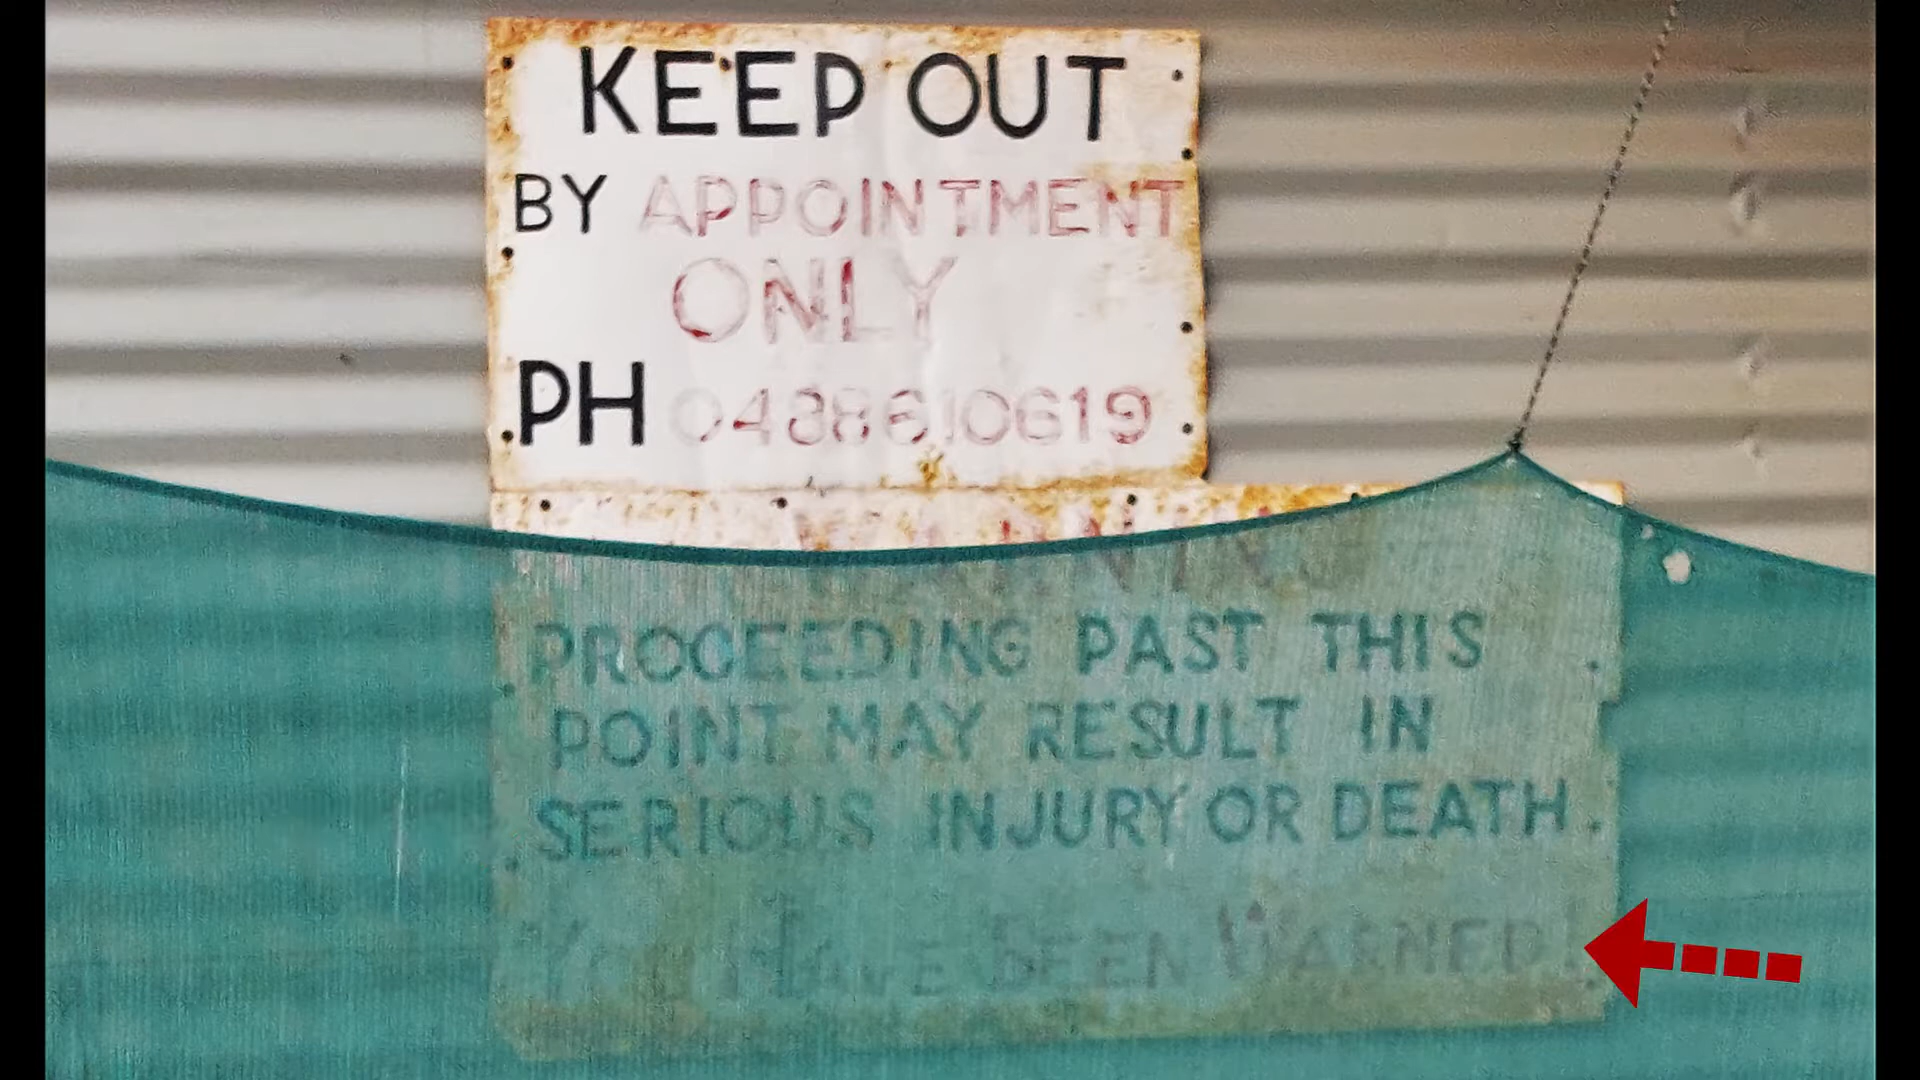 KEEP OUT
BY APPOINTMENT
ONLY
PH 0488610619
WARNING
PROCEEDING PAST THIS
POINT MAY RESULT IN
SERIOUS INJURY OR DEATH.
YOU HAVE BEEN WARNED